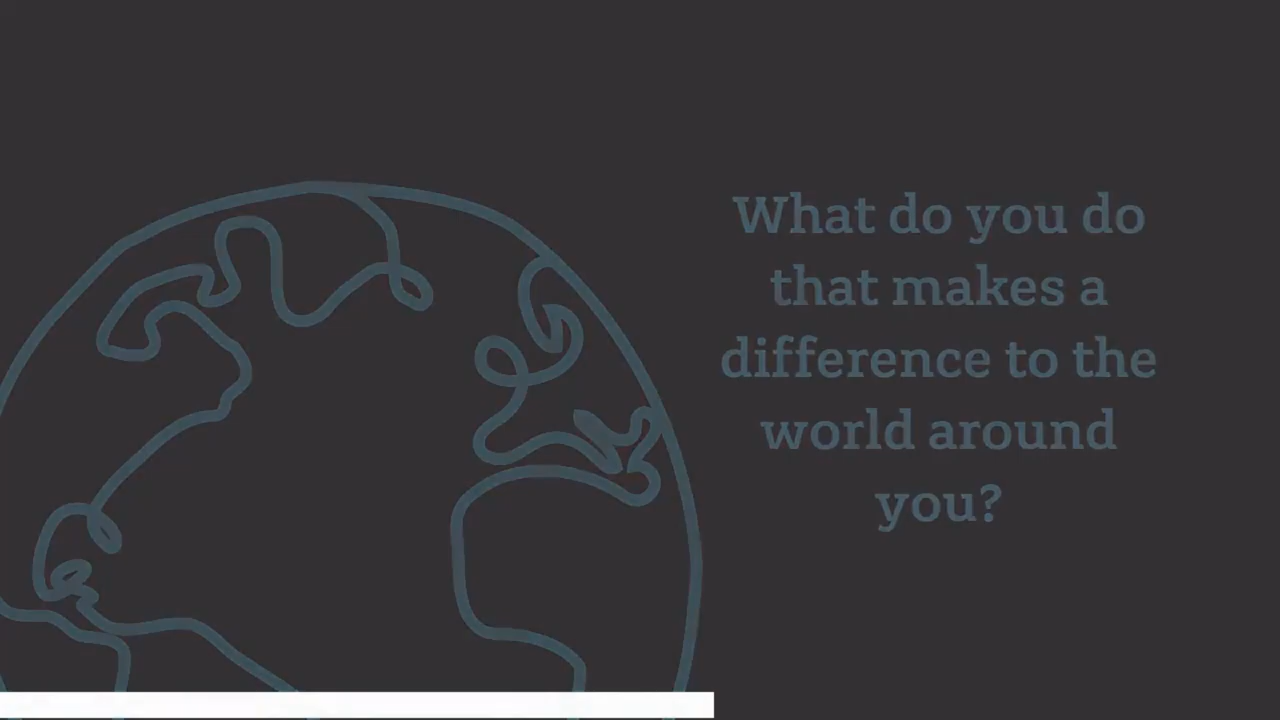 What do you do
that makes a
difference to the
world around
you?